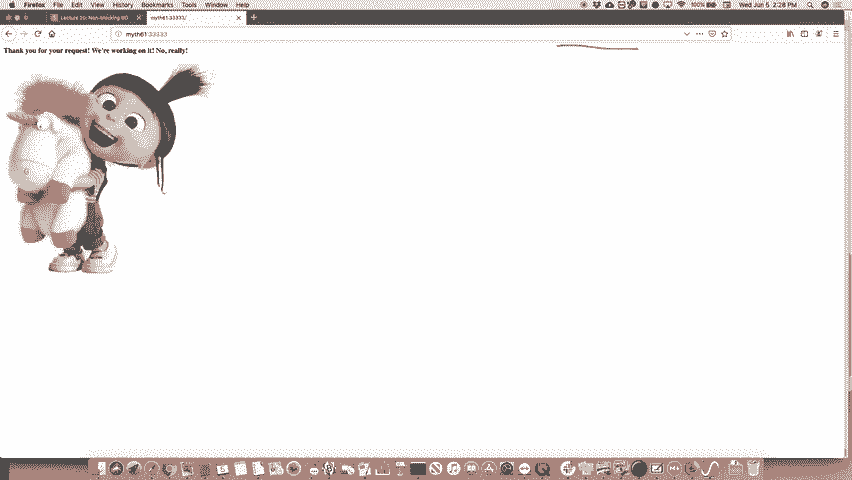 Firefox File Edit View History Bookmarks Tools Window Help 100% Wed Jun 5 2:28 PM
Lecture 20: Non-blocking I/O myth61:33333/
myth61:33333
Thank you for your request! We're working on it! No, really!